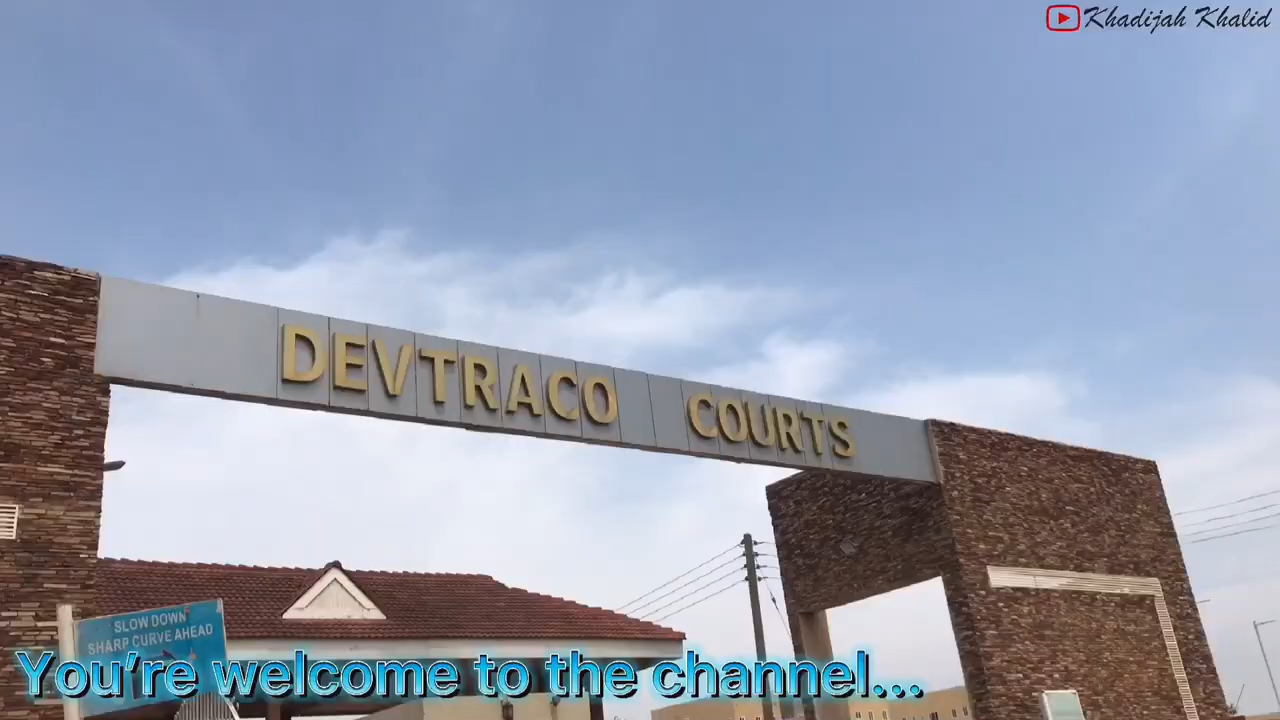 Khadijah Khalid
DEVTRACO COURTS
SLOW DOWN
SHARP CURVE AHEAD
You're welcome to the channel...